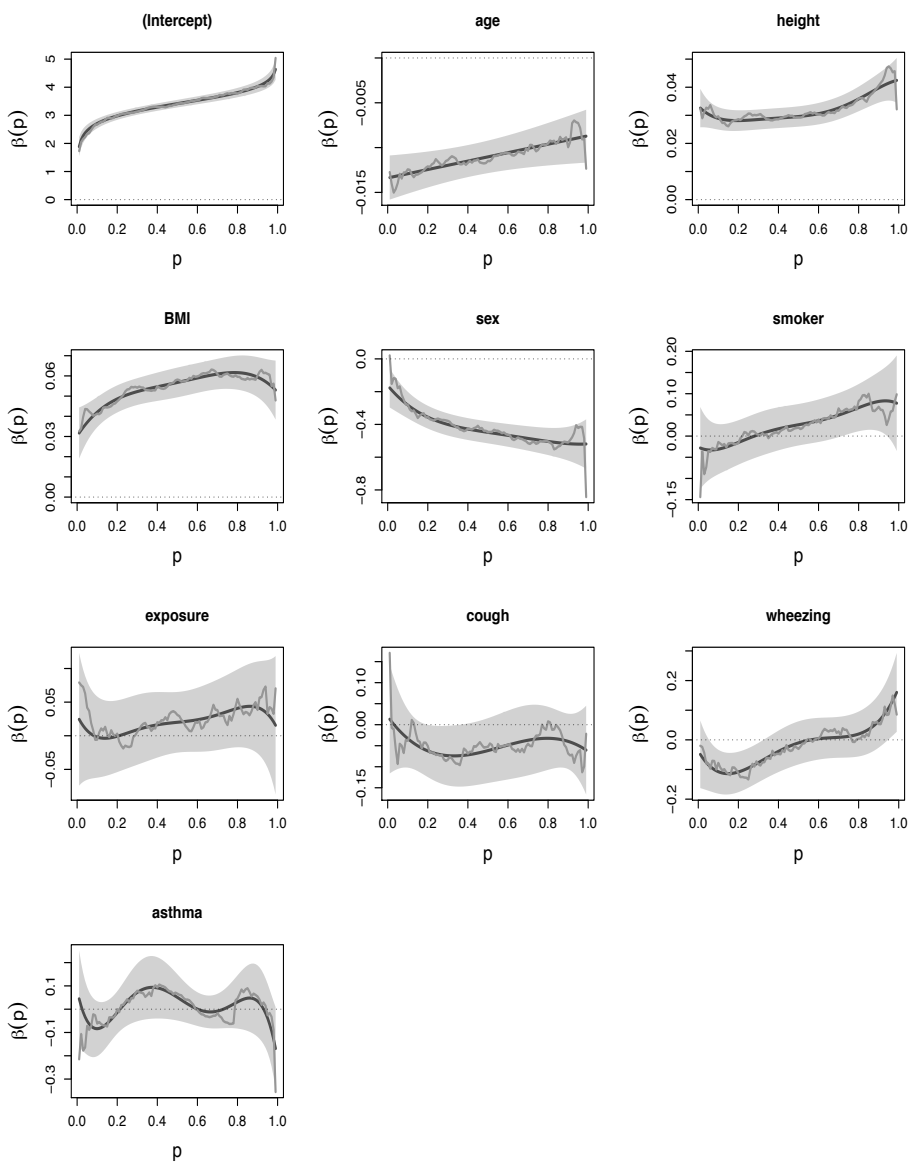 (Intercept)
β(p)
5
4
3
2
1
0
0.0 0.2 0.4 0.6 0.8 1.0
p
age
β(p)
−0.005
−0.015
0.0 0.2 0.4 0.6 0.8 1.0
p
height
β(p)
0.04
0.02
0.00
0.0 0.2 0.4 0.6 0.8 1.0
p
BMI
β(p)
0.06
0.03
0.00
0.0 0.2 0.4 0.6 0.8 1.0
p
sex
β(p)
0.0
−0.4
−0.8
0.0 0.2 0.4 0.6 0.8 1.0
p
smoker
β(p)
0.20
0.10
0.00
−0.15
0.0 0.2 0.4 0.6 0.8 1.0
p
exposure
β(p)
0.05
−0.05
0.0 0.2 0.4 0.6 0.8 1.0
p
cough
β(p)
0.10
0.00
−0.15
0.0 0.2 0.4 0.6 0.8 1.0
p
wheezing
β(p)
0.2
0.0
−0.2
0.0 0.2 0.4 0.6 0.8 1.0
p
asthma
β(p)
0.1
−0.1
−0.3
0.0 0.2 0.4 0.6 0.8 1.0
p